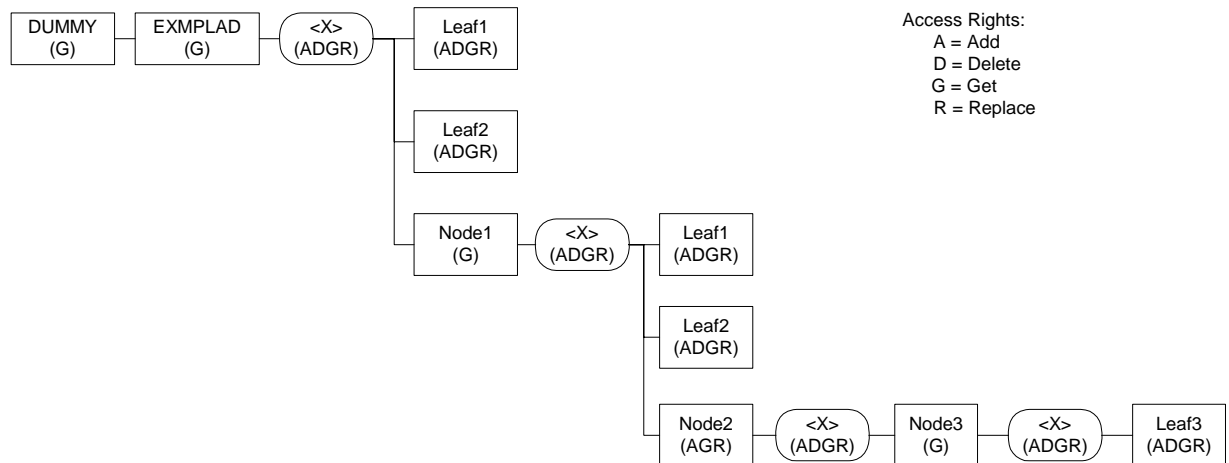 DUMMY
(G)
EXMPLAD
(G)
<X>
(ADGR)
Leaf1
(ADGR)
Access Rights:
A = Add
D = Delete
G = Get
R = Replace
Leaf2
(ADGR)
Node1
(G)
<X>
(ADGR)
Leaf1
(ADGR)
Leaf2
(ADGR)
Node2
(AGR)
<X>
(ADGR)
Node3
(G)
<X>
(ADGR)
Leaf3
(ADGR)